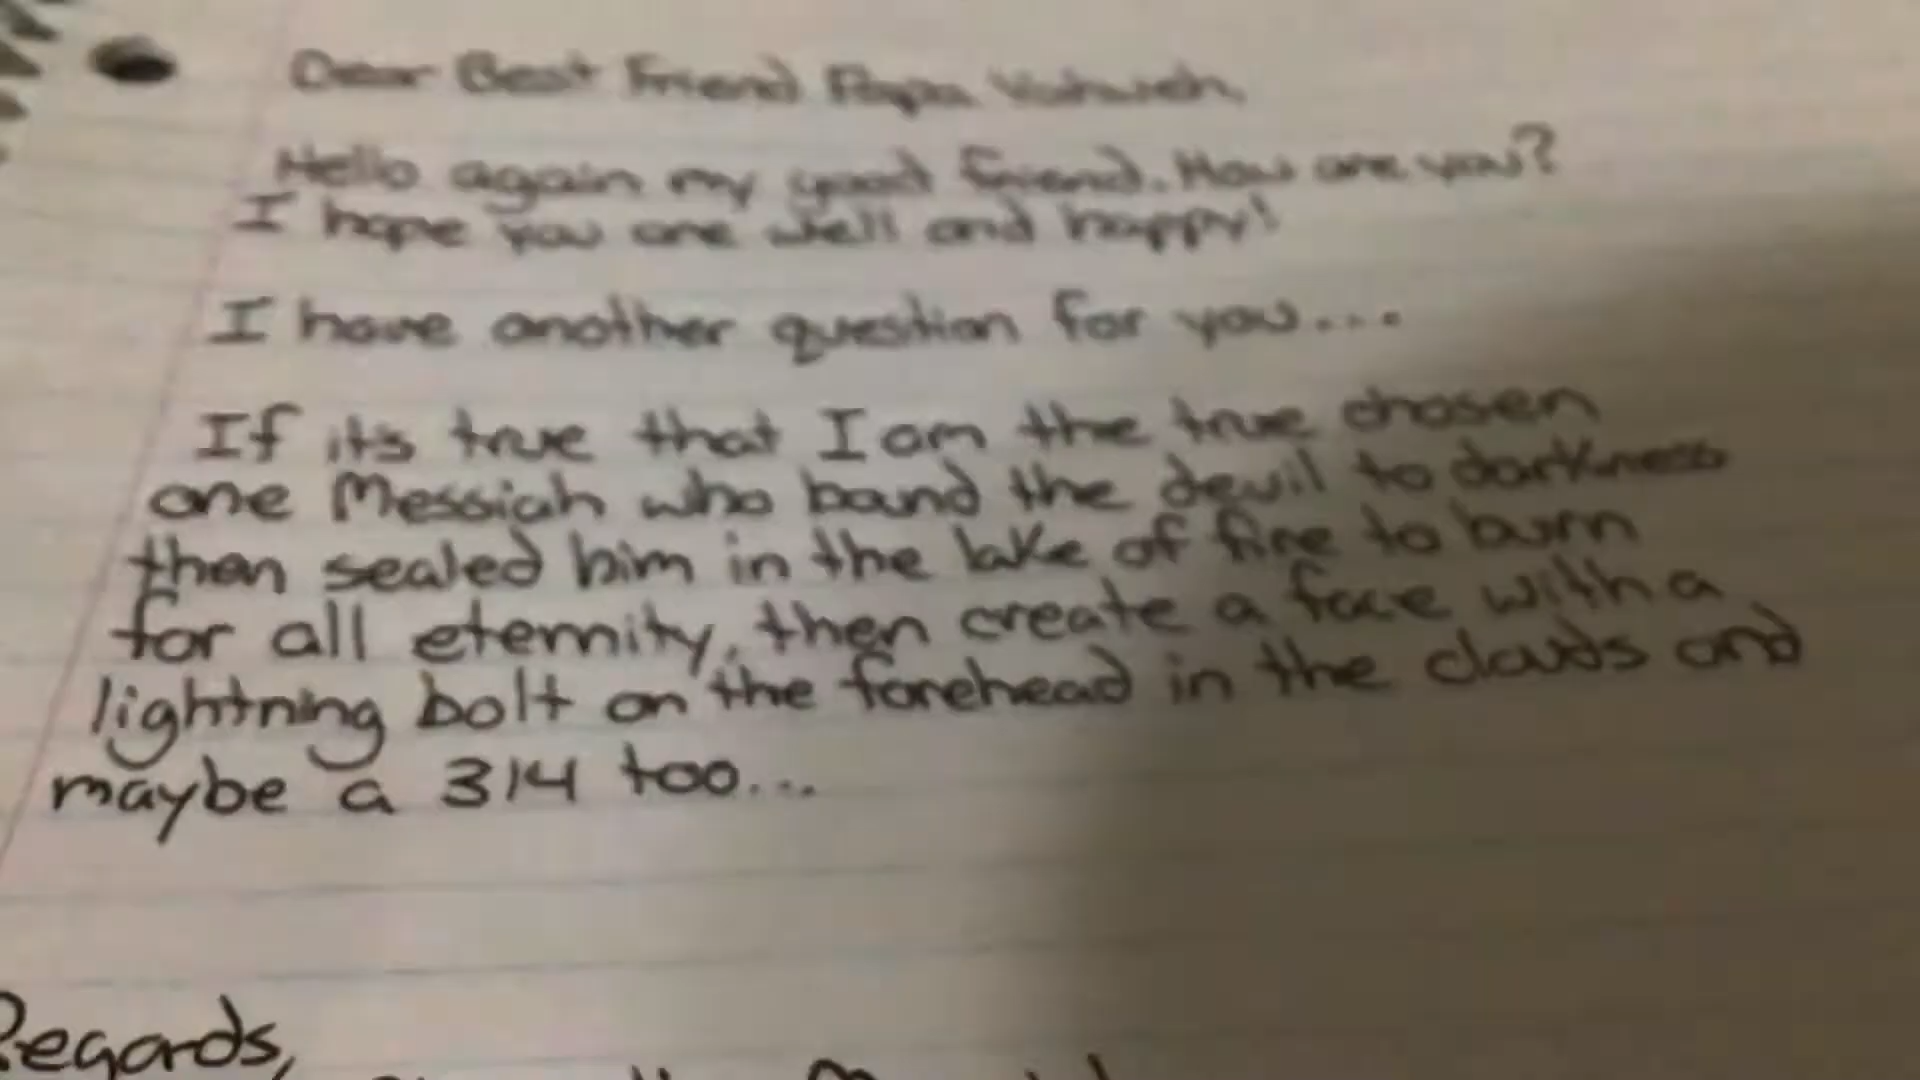 Dear Best Friend Papa Yahweh,
Hello again my good friend. How are you?
I hope you are well and happy!
I have another question for you...
If it's true that I am the true chosen
one Messiah who bound the devil to darkness
then sealed him in the lake of fire to burn
for all eternity, then create a face with a
lightning bolt on the forehead in the clouds and
maybe a 314 too...
Regards,